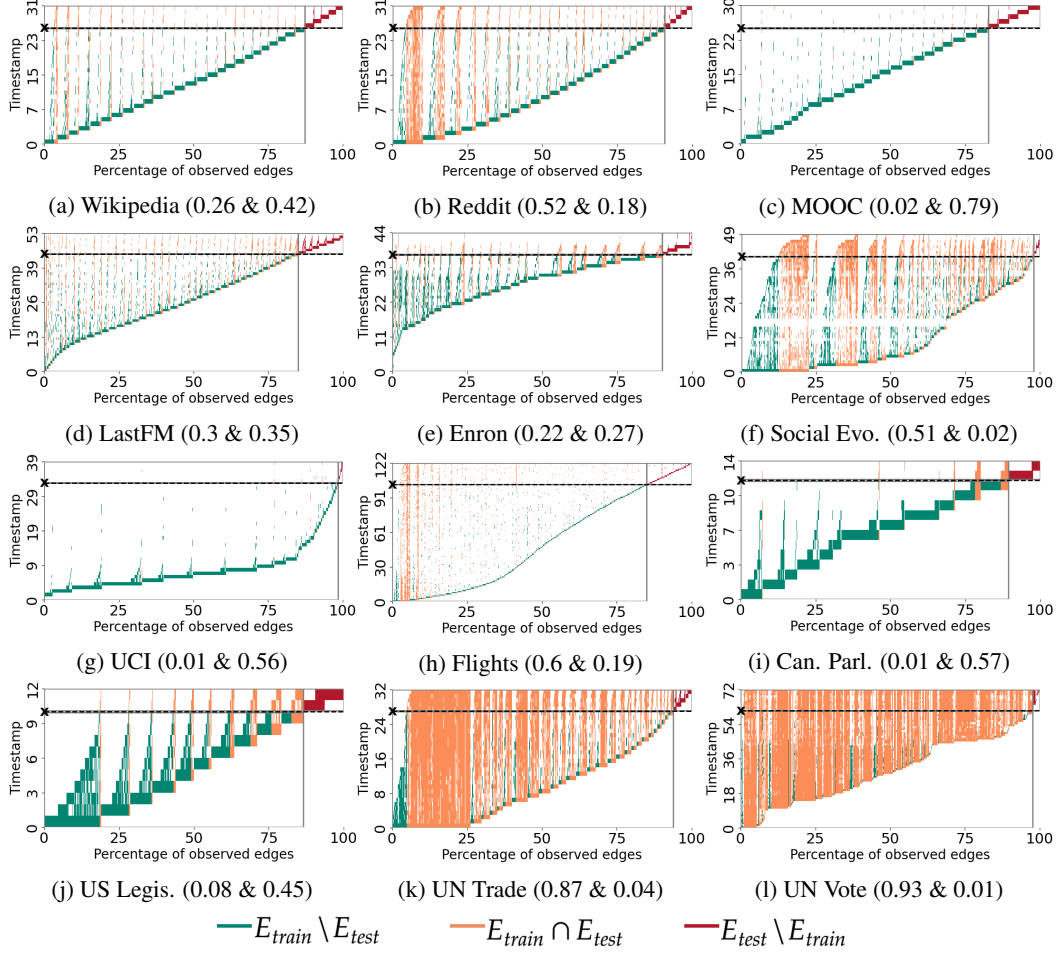 31
23
15
7
0
Timestamp
0 25 50 75 100
Percentage of observed edges
(a) Wikipedia (0.26 & 0.42)
31
23
15
7
0
Timestamp
0 25 50 75 100
Percentage of observed edges
(b) Reddit (0.52 & 0.18)
30
22
15
7
0
Timestamp
0 25 50 75 100
Percentage of observed edges
(c) MOOC (0.02 & 0.79)
53
39
26
13
0
Timestamp
0 25 50 75 100
Percentage of observed edges
(d) LastFM (0.3 & 0.35)
44
33
22
11
0
Timestamp
0 25 50 75 100
Percentage of observed edges
(e) Enron (0.22 & 0.27)
49
36
24
12
0
Timestamp
0 25 50 75 100
Percentage of observed edges
(f) Social Evo. (0.51 & 0.02)
39
29
19
9
0
Timestamp
0 25 50 75 100
Percentage of observed edges
(g) UCI (0.01 & 0.56)
122
91
61
30
0
Timestamp
0 25 50 75 100
Percentage of observed edges
(h) Flights (0.6 & 0.19)
14
10
7
3
0
Timestamp
0 25 50 75 100
Percentage of observed edges
(i) Can. Parl. (0.01 & 0.57)
12
9
6
3
0
Timestamp
0 25 50 75 100
Percentage of observed edges
(j) US Legis. (0.08 & 0.45)
32
24
16
8
0
Timestamp
0 25 50 75 100
Percentage of observed edges
(k) UN Trade (0.87 & 0.04)
72
54
36
18
0
Timestamp
0 25 50 75 100
Percentage of observed edges
(l) UN Vote (0.93 & 0.01)
E_train \ E_test E_train ∩ E_test E_test \ E_train